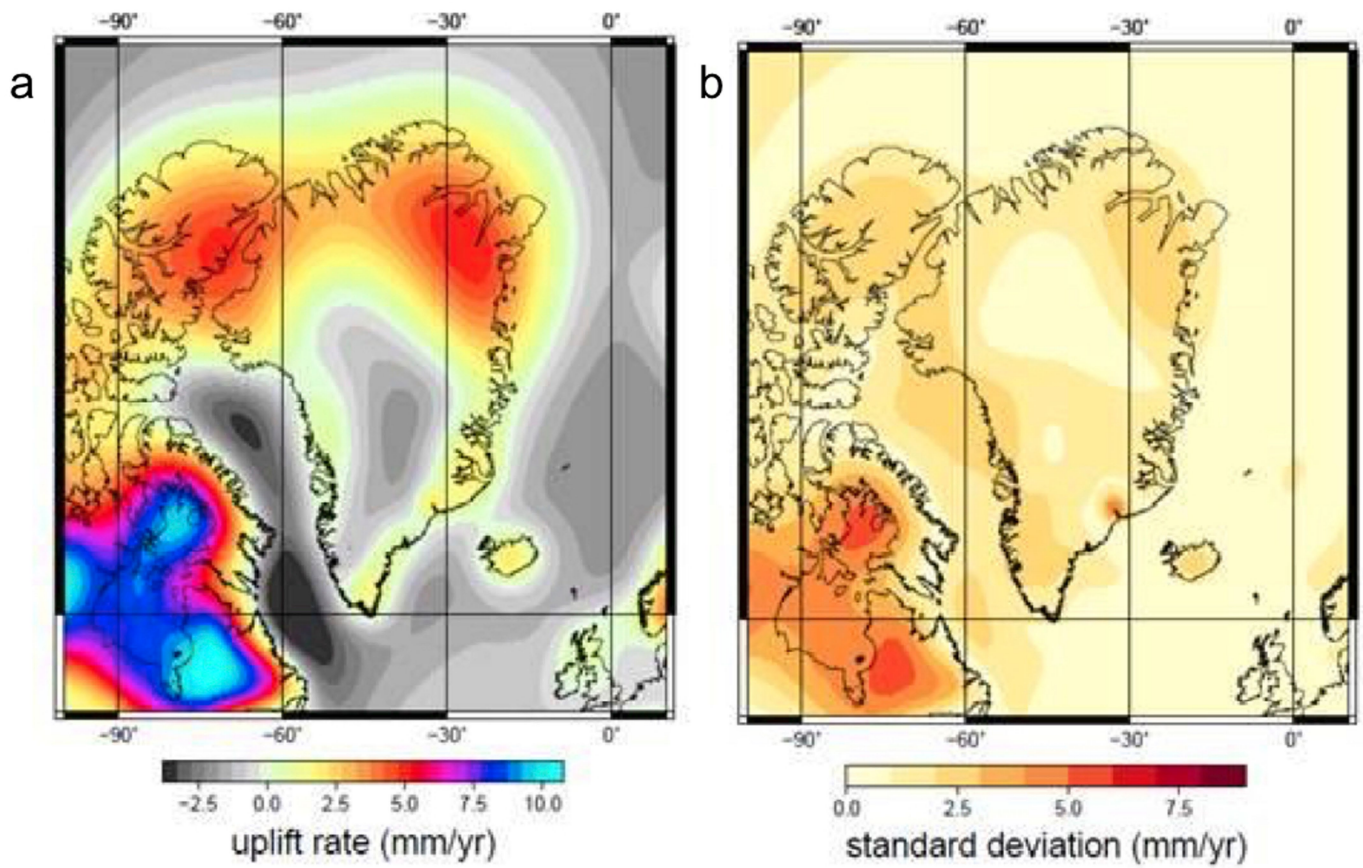 −90° −60° −30° 0° −90° −60° −30° 0°
a b
−90° −60° −30° 0° −90° −60° −30° 0°
−2.5 0.0 2.5 5.0 7.5 10.0 0.0 2.5 5.0 7.5
uplift rate (mm/yr) standard deviation (mm/yr)